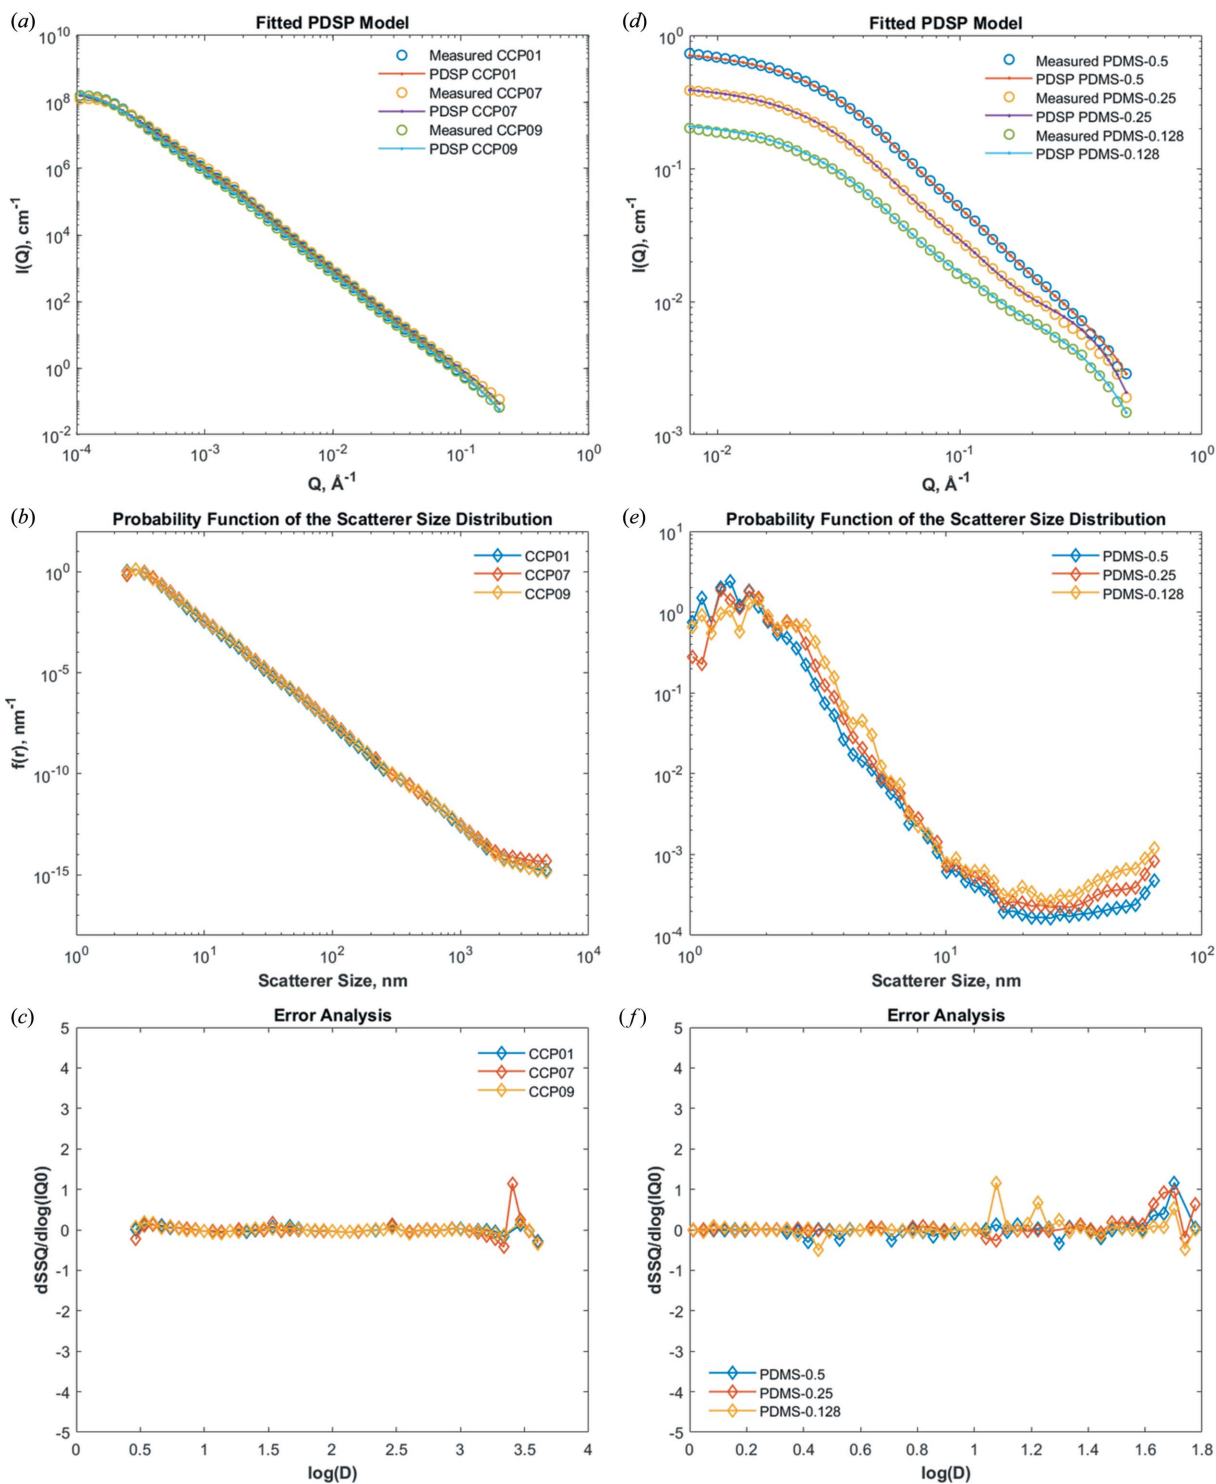 (a)
Fitted PDSP Model
10^10
10^8
10^6
10^4
10^2
10^0
10^-2
I(Q), cm^-1
Measured CCP01
PDSP CCP01
Measured CCP07
PDSP CCP07
Measured CCP09
PDSP CCP09
10^-4 10^-3 10^-2 10^-1 10^0
Q, Å^-1
(d)
Fitted PDSP Model
10^0
10^-1
10^-2
10^-3
I(Q), cm^-1
Measured PDMS-0.5
PDSP PDMS-0.5
Measured PDMS-0.25
PDSP PDMS-0.25
Measured PDMS-0.128
PDSP PDMS-0.128
10^-2 10^-1 10^0
Q, Å^-1
(b)
Probability Function of the Scatterer Size Distribution
10^0
10^-5
10^-10
10^-15
f(r), nm^-1
CCP01
CCP07
CCP09
10^0 10^1 10^2 10^3 10^4
Scatterer Size, nm
(e)
Probability Function of the Scatterer Size Distribution
10^1
10^0
10^-1
10^-2
10^-3
10^-4
PDMS-0.5
PDMS-0.25
PDMS-0.128
10^0 10^1 10^2
Scatterer Size, nm
(c)
Error Analysis
5
4
3
2
1
0
-1
-2
-3
-4
-5
dSSQ/dlog(IQ0)
CCP01
CCP07
CCP09
0 0.5 1 1.5 2 2.5 3 3.5 4
log(D)
(f)
Error Analysis
5
4
3
2
1
0
-1
-2
-3
-4
-5
dSSQ/dlog(IQ0)
PDMS-0.5
PDMS-0.25
PDMS-0.128
0 0.2 0.4 0.6 0.8 1 1.2 1.4 1.6 1.8
log(D)